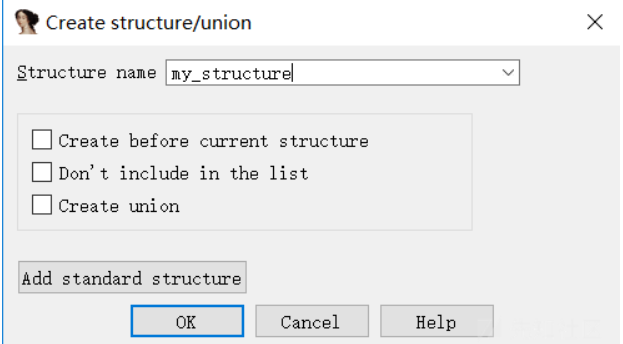 Create structure/union
Structure name my_structure
Create before current structure
Don't include in the list
Create union
Add standard structure
OK Cancel Help